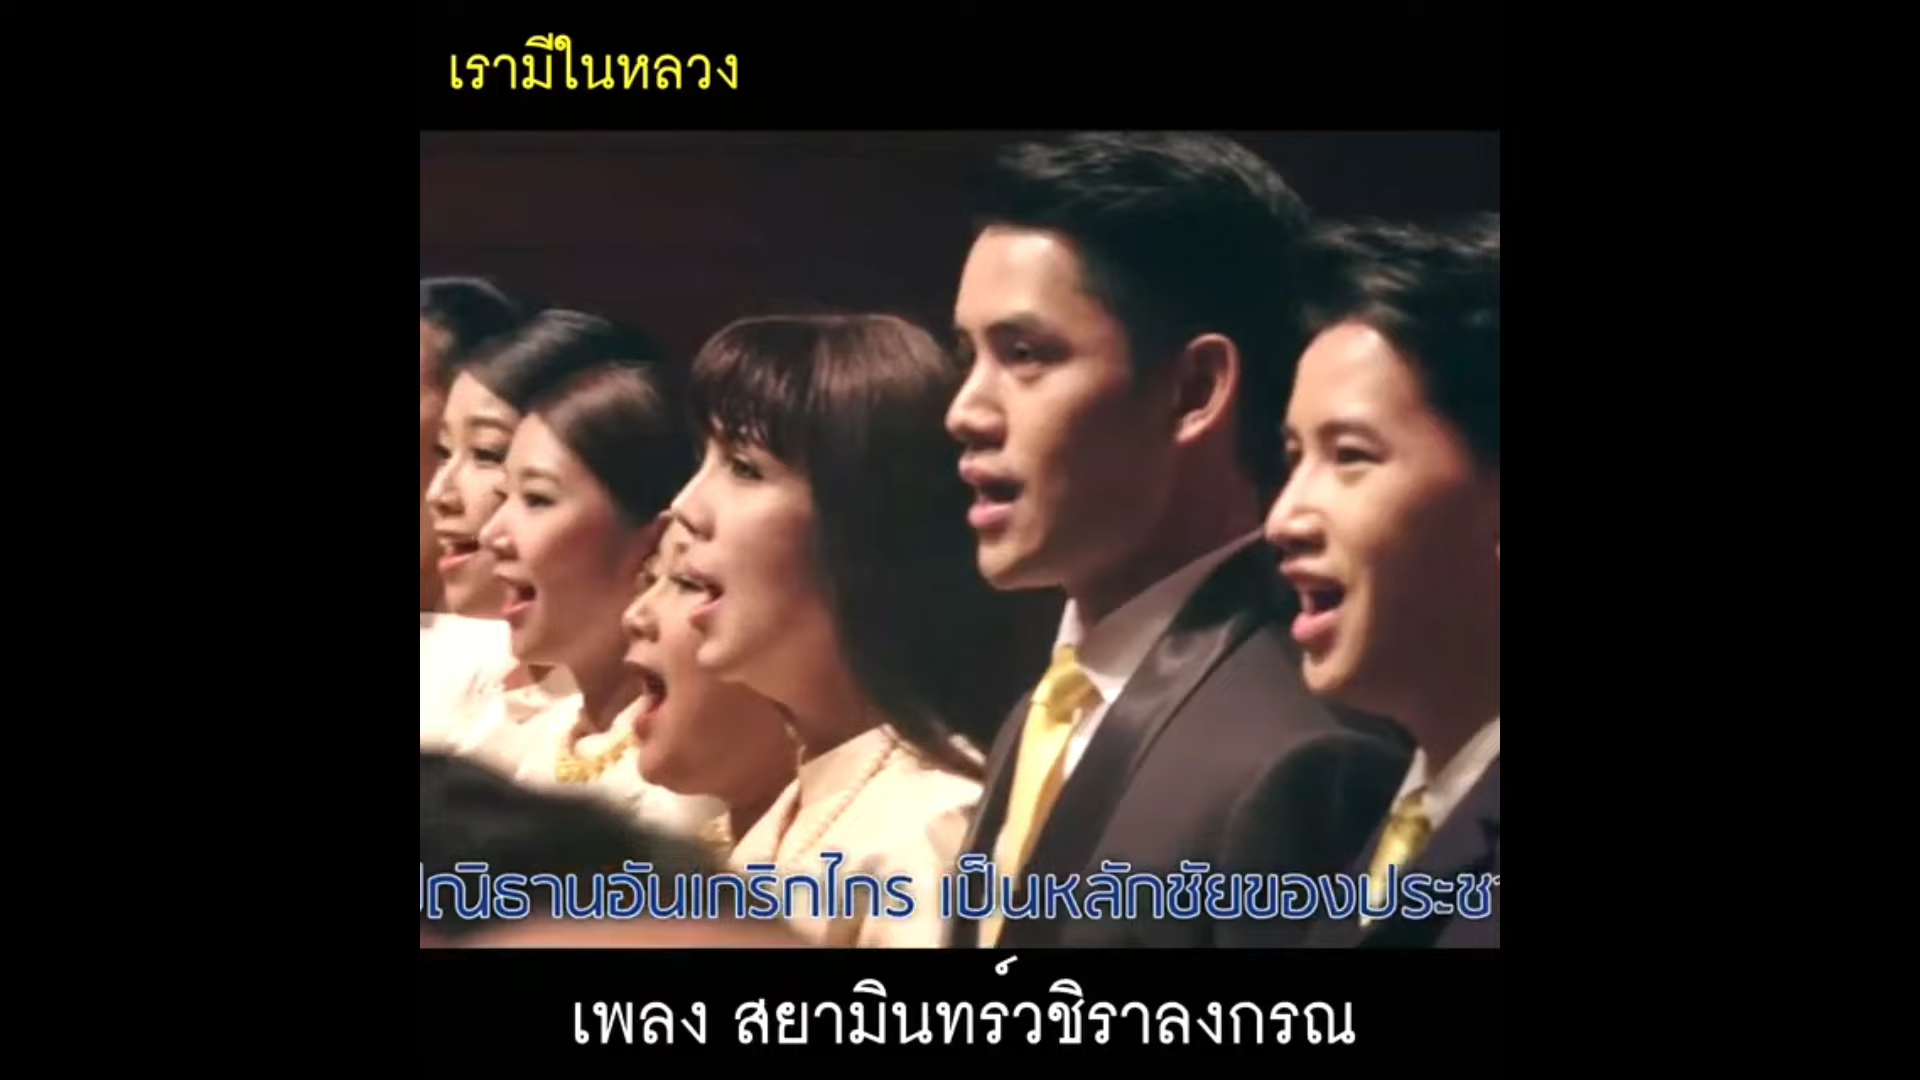 เรามีในหลวง
ปณิธานอันเกริกไกร เป็นหลักชัยของประชา
เพลง สยามินทร์วชิราลงกรณ